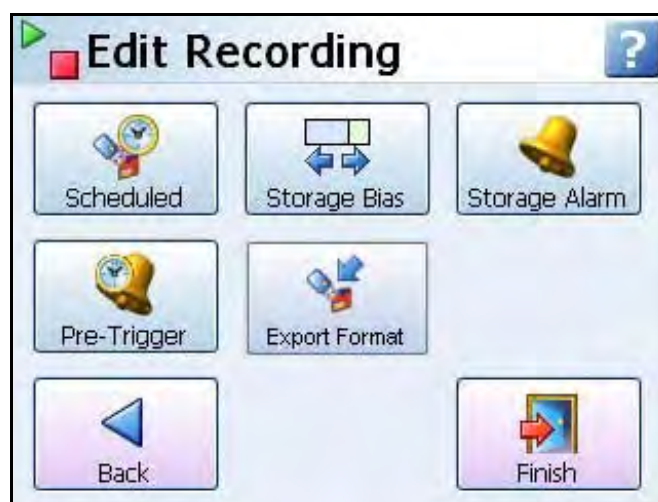 Edit Recording
?
Scheduled
Storage Bias
Storage Alarm
Pre-Trigger
Export Format
Back
Finish